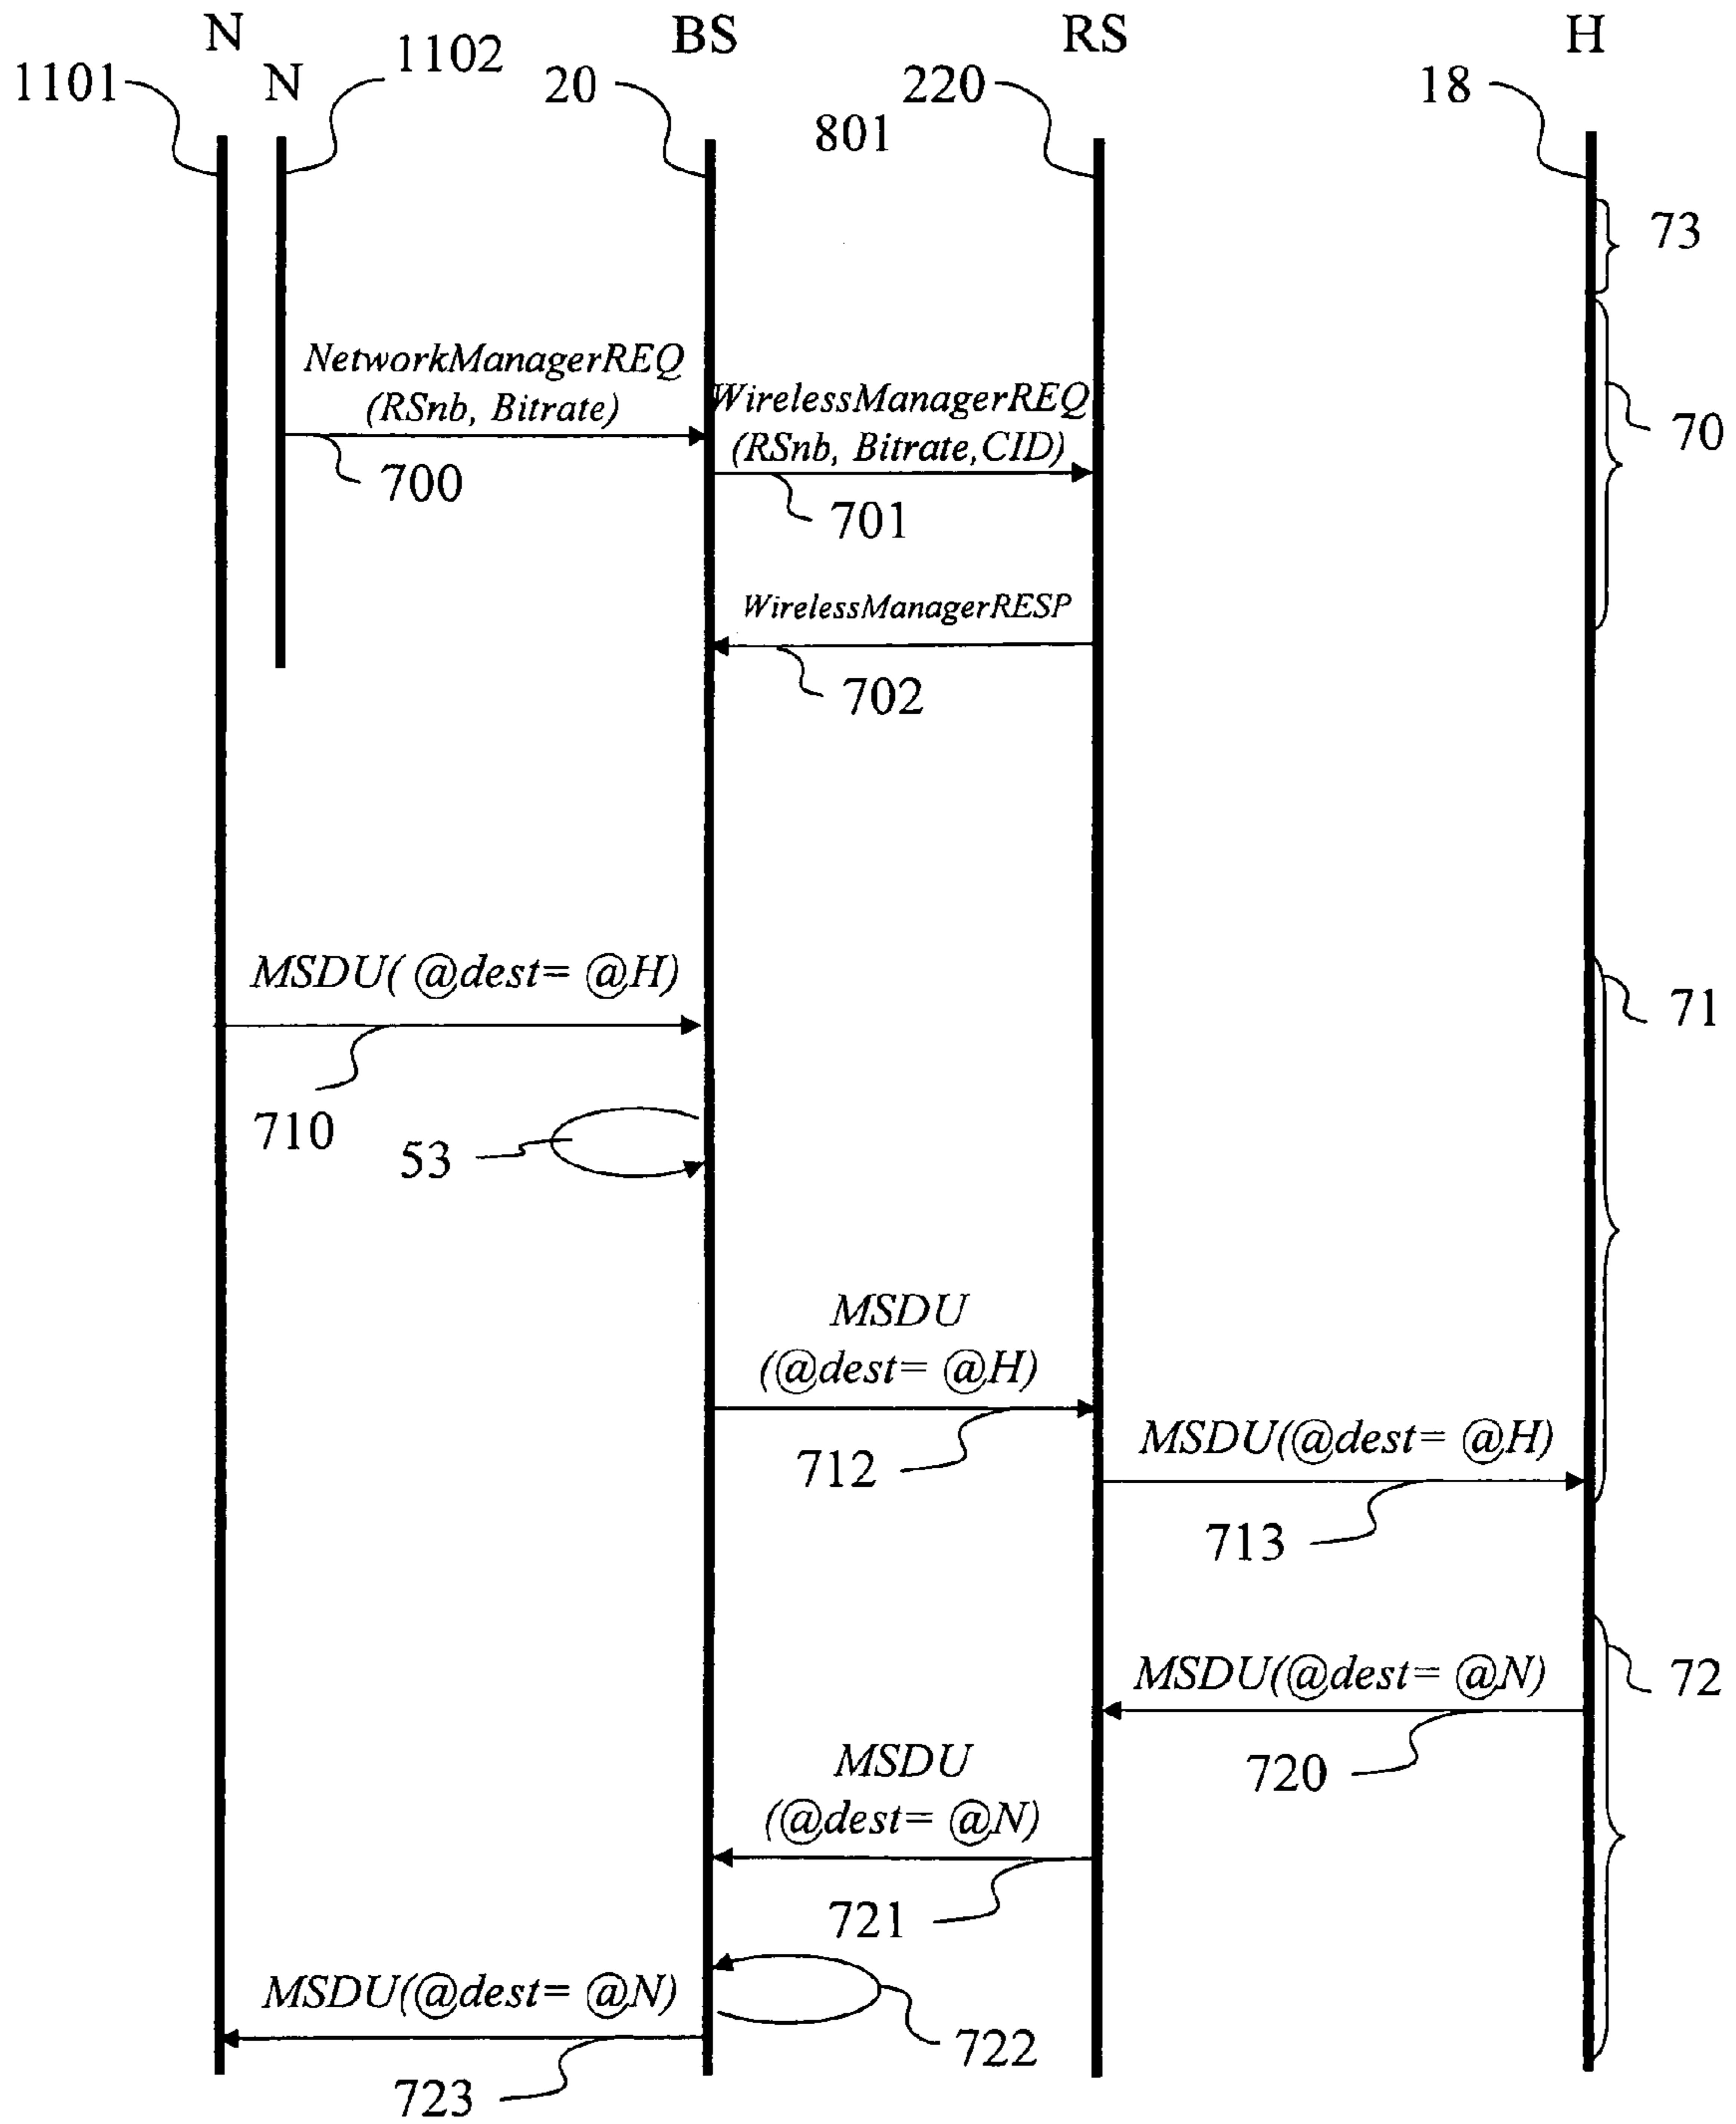 N BS RS H
1101 N 1102 20 220 18
801
73
NetworkManagerREQ
(RSnb, Bitrate)
WirelessManagerREQ
(RSnb, Bitrate,CID)
70
700
701
WirelessManagerRESP
702
MSDU( @dest= @H)
71
710
53
MSDU
(@dest= @H)
MSDU(@dest= @H)
712
713
MSDU(@dest= @N)
72
720
MSDU
(@dest= @N)
721
MSDU(@dest= @N)
722
723